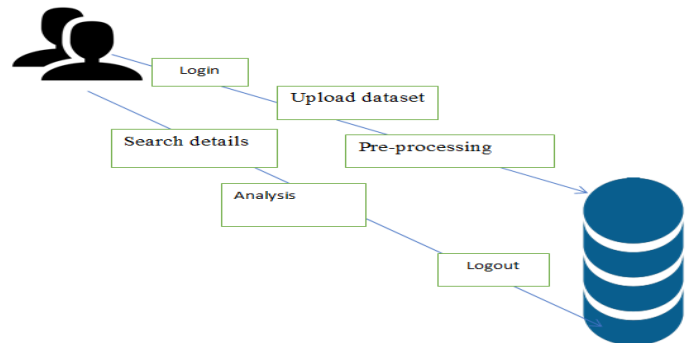 Login
Upload dataset
Search details
Pre-processing
Analysis
Logout